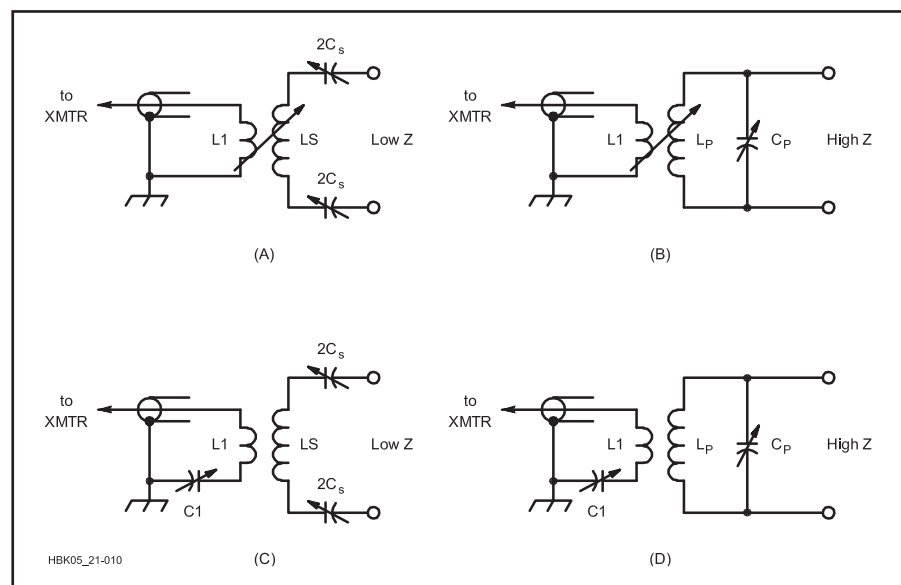 2Cs
to
XMTR
L1
LS
Low Z
2Cs
(A)
to
XMTR
L1
LP
CP
High Z
(B)
2Cs
to
XMTR
L1
LS
Low Z
C1
2Cs
(C)
to
XMTR
L1
LP
CP
High Z
C1
(D)
HBK05_21-010